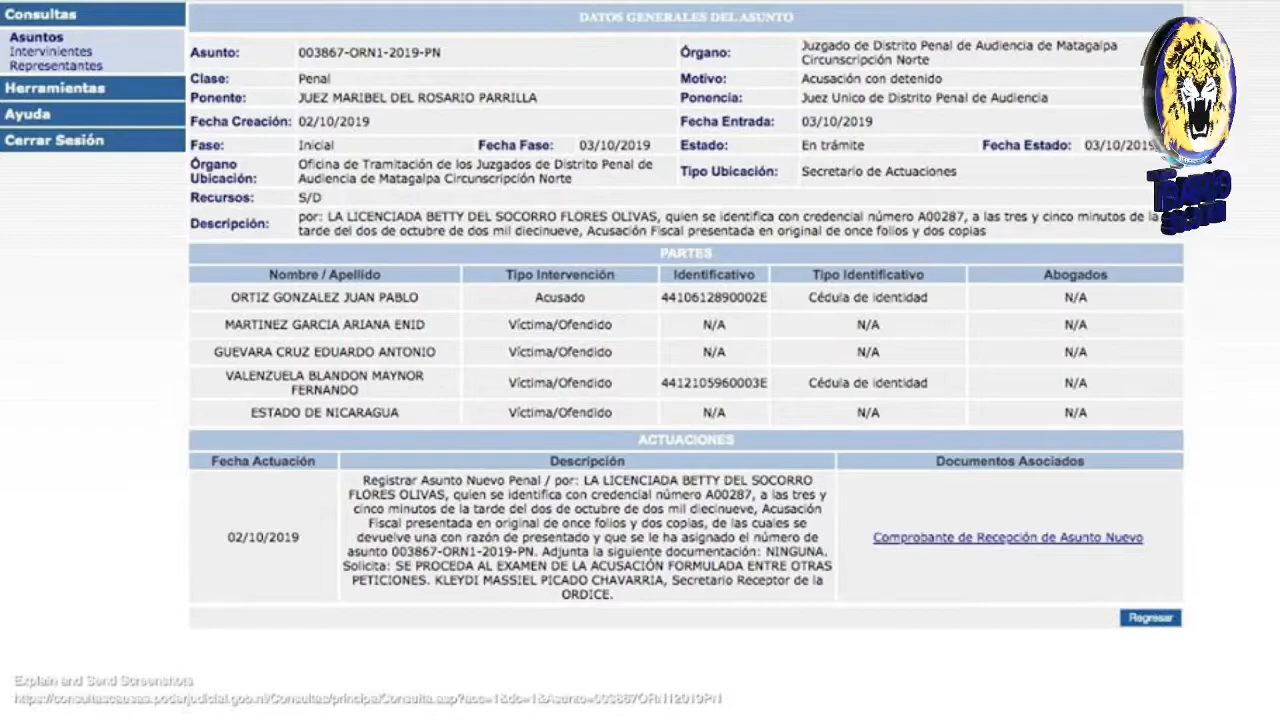 Consultas
Asuntos
Intervinientes
Representantes
Herramientas
Ayuda
Cerrar Sesión
DATOS GENERALES DEL ASUNTO
Asunto: 003867-ORN1-2019-PN Órgano: Juzgado de Distrito Penal de Audiencia de Matagalpa
Circunscripción Norte
Clase: Penal Motivo: Acusación con detenido
Ponente: JUEZ MARIBEL DEL ROSARIO PARRILLA Ponencia: Juez Unico de Distrito Penal de Audiencia
Fecha Creación: 02/10/2019 Fecha Entrada: 03/10/2019
Fase: Inicial Fecha Fase: 03/10/2019 Estado: En trámite Fecha Estado: 03/10/2019
Órgano Ubicación: Oficina de Tramitación de los Juzgados de Distrito Penal de
Audiencia de Matagalpa Circunscripción Norte
Tipo Ubicación: Secretario de Actuaciones
Recursos: S/D
Descripción: por: LA LICENCIADA BETTY DEL SOCORRO FLORES OLIVAS, quien se identifica con credencial número A00287, a las tres y cinco minutos de la
tarde del dos de octubre de dos mil diecinueve, Acusación Fiscal presentada en original de once folios y dos copias
PARTES
Nombre / Apellido Tipo Intervención Identificativo Tipo Identificativo Abogados
ORTIZ GONZALEZ JUAN PABLO Acusado 4410612890002E Cédula de identidad N/A
MARTINEZ GARCIA ARIANA ENID Víctima/Ofendido N/A N/A N/A
GUEVARA CRUZ EDUARDO ANTONIO Víctima/Ofendido N/A N/A N/A
VALENZUELA BLANDON MAYNOR
FERNANDO Víctima/Ofendido 4412105960003E Cédula de identidad N/A
ESTADO DE NICARAGUA Víctima/Ofendido N/A N/A N/A
ACTUACIONES
Fecha Actuación Descripción Documentos Asociados
02/10/2019
Registrar Asunto Nuevo Penal / por: LA LICENCIADA BETTY DEL SOCORRO
FLORES OLIVAS, quien se identifica con credencial número A00287, a las tres y
cinco minutos de la tarde del dos de octubre de dos mil diecinueve, Acusación
Fiscal presentada en original de once folios y dos copias, de las cuales se
devuelve una con razón de presentado y que se le ha asignado el número de
asunto 003867-ORN1-2019-PN. Adjunta la siguiente documentación: NINGUNA.
Solicita: SE PROCEDA AL EXAMEN DE LA ACUSACIÓN FORMULADA ENTRE OTRAS
PETICIONES. KLEYDI MASSIEL PICADO CHAVARRIA, Secretario Receptor de la
ORDICE.
Comprobante de Recepción de Asunto Nuevo
Regresar
Explain and Send Screenshots